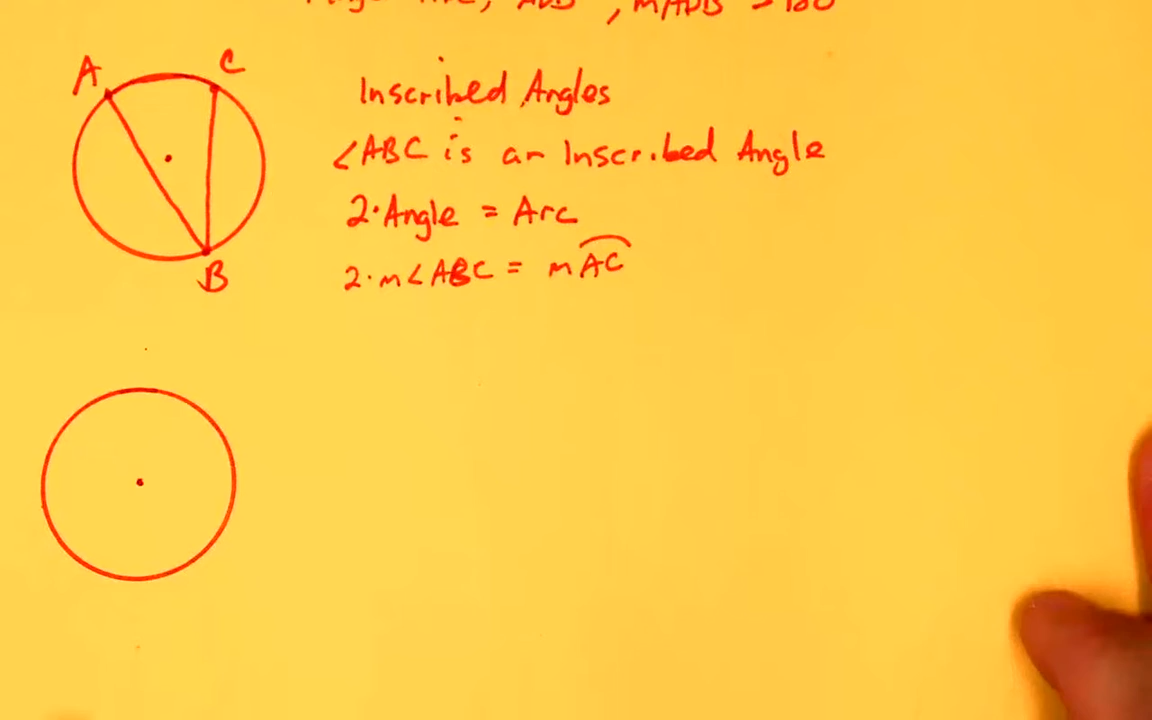 A
C
B
Inscribed Angles
∠ABC is an Inscribed Angle
2·Angle = Arc
2·m∠ABC = mAC